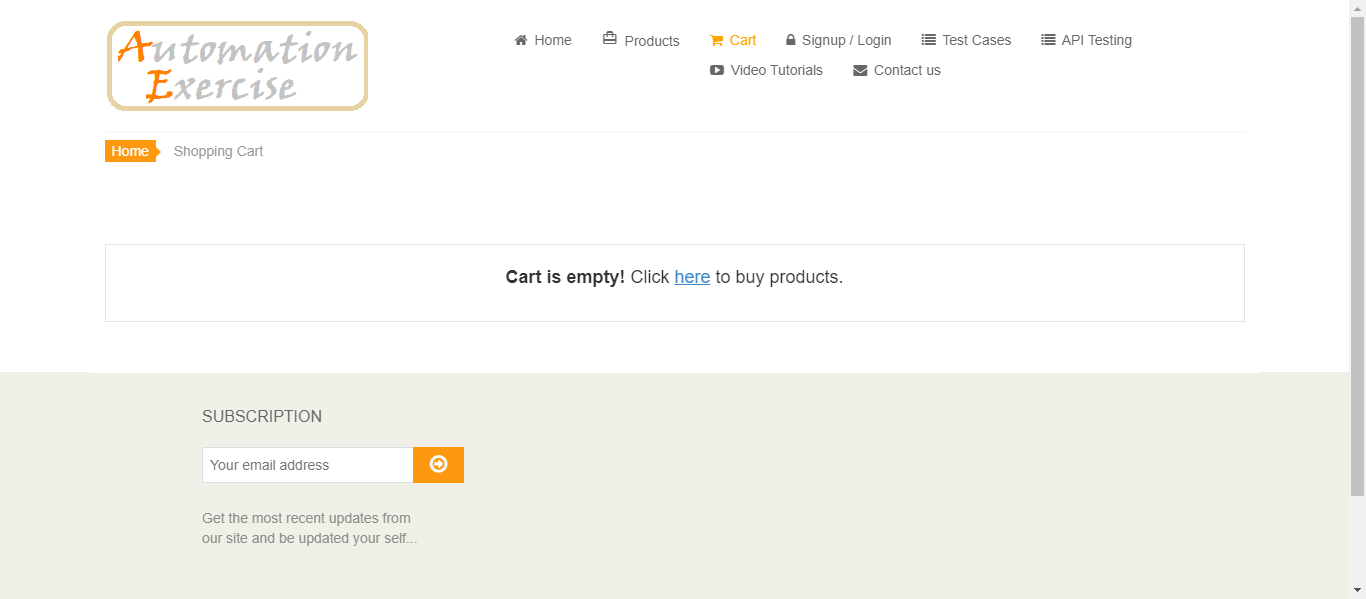 Automation
Exercise
Home Products Cart Signup / Login Test Cases API Testing
Video Tutorials Contact us
Home Shopping Cart
Cart is empty! Click here to buy products.
SUBSCRIPTION
Your email address
Get the most recent updates from
our site and be updated your self...